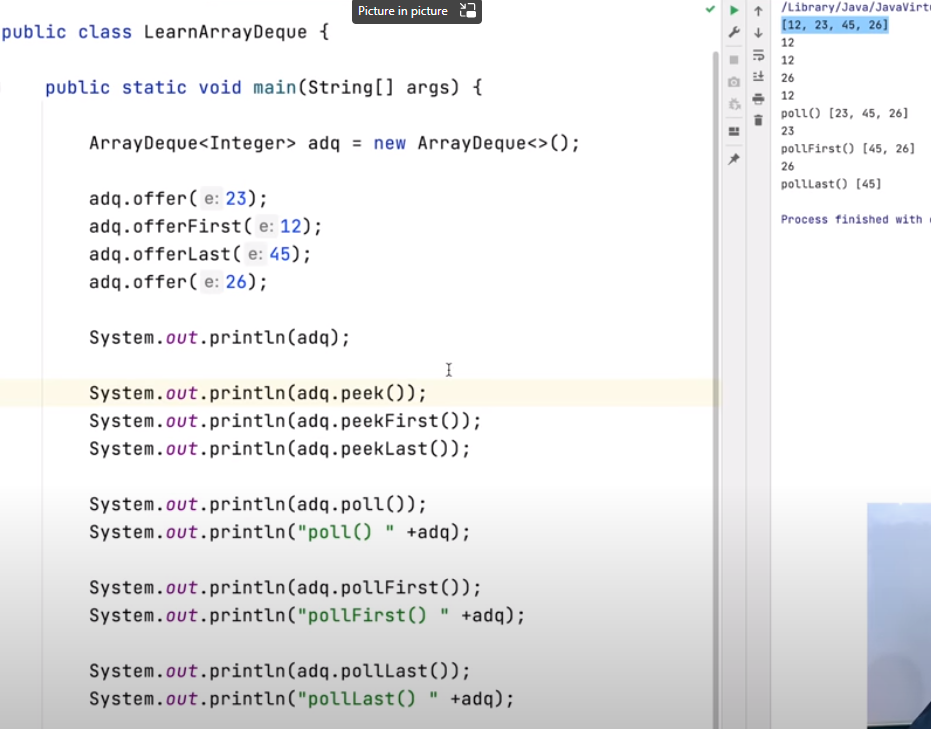 Picture in picture
public class LearnArrayDeque {
public static void main(String[] args) {
ArrayDeque<Integer> adq = new ArrayDeque<>();
adq.offer( e: 23);
adq.offerFirst( e: 12);
adq.offerLast( e: 45);
adq.offer( e: 26);
System.out.println(adq);
System.out.println(adq.peek());
System.out.println(adq.peekFirst());
System.out.println(adq.peekLast());
System.out.println(adq.poll());
System.out.println("poll() " +adq);
System.out.println(adq.pollFirst());
System.out.println("pollFirst() " +adq);
System.out.println(adq.pollLast());
System.out.println("pollLast() " +adq);
/Library/Java/JavaVirt
[12, 23, 45, 26]
12
12
26
12
poll() [23, 45, 26]
23
pollFirst() [45, 26]
26
pollLast() [45]
Process finished with